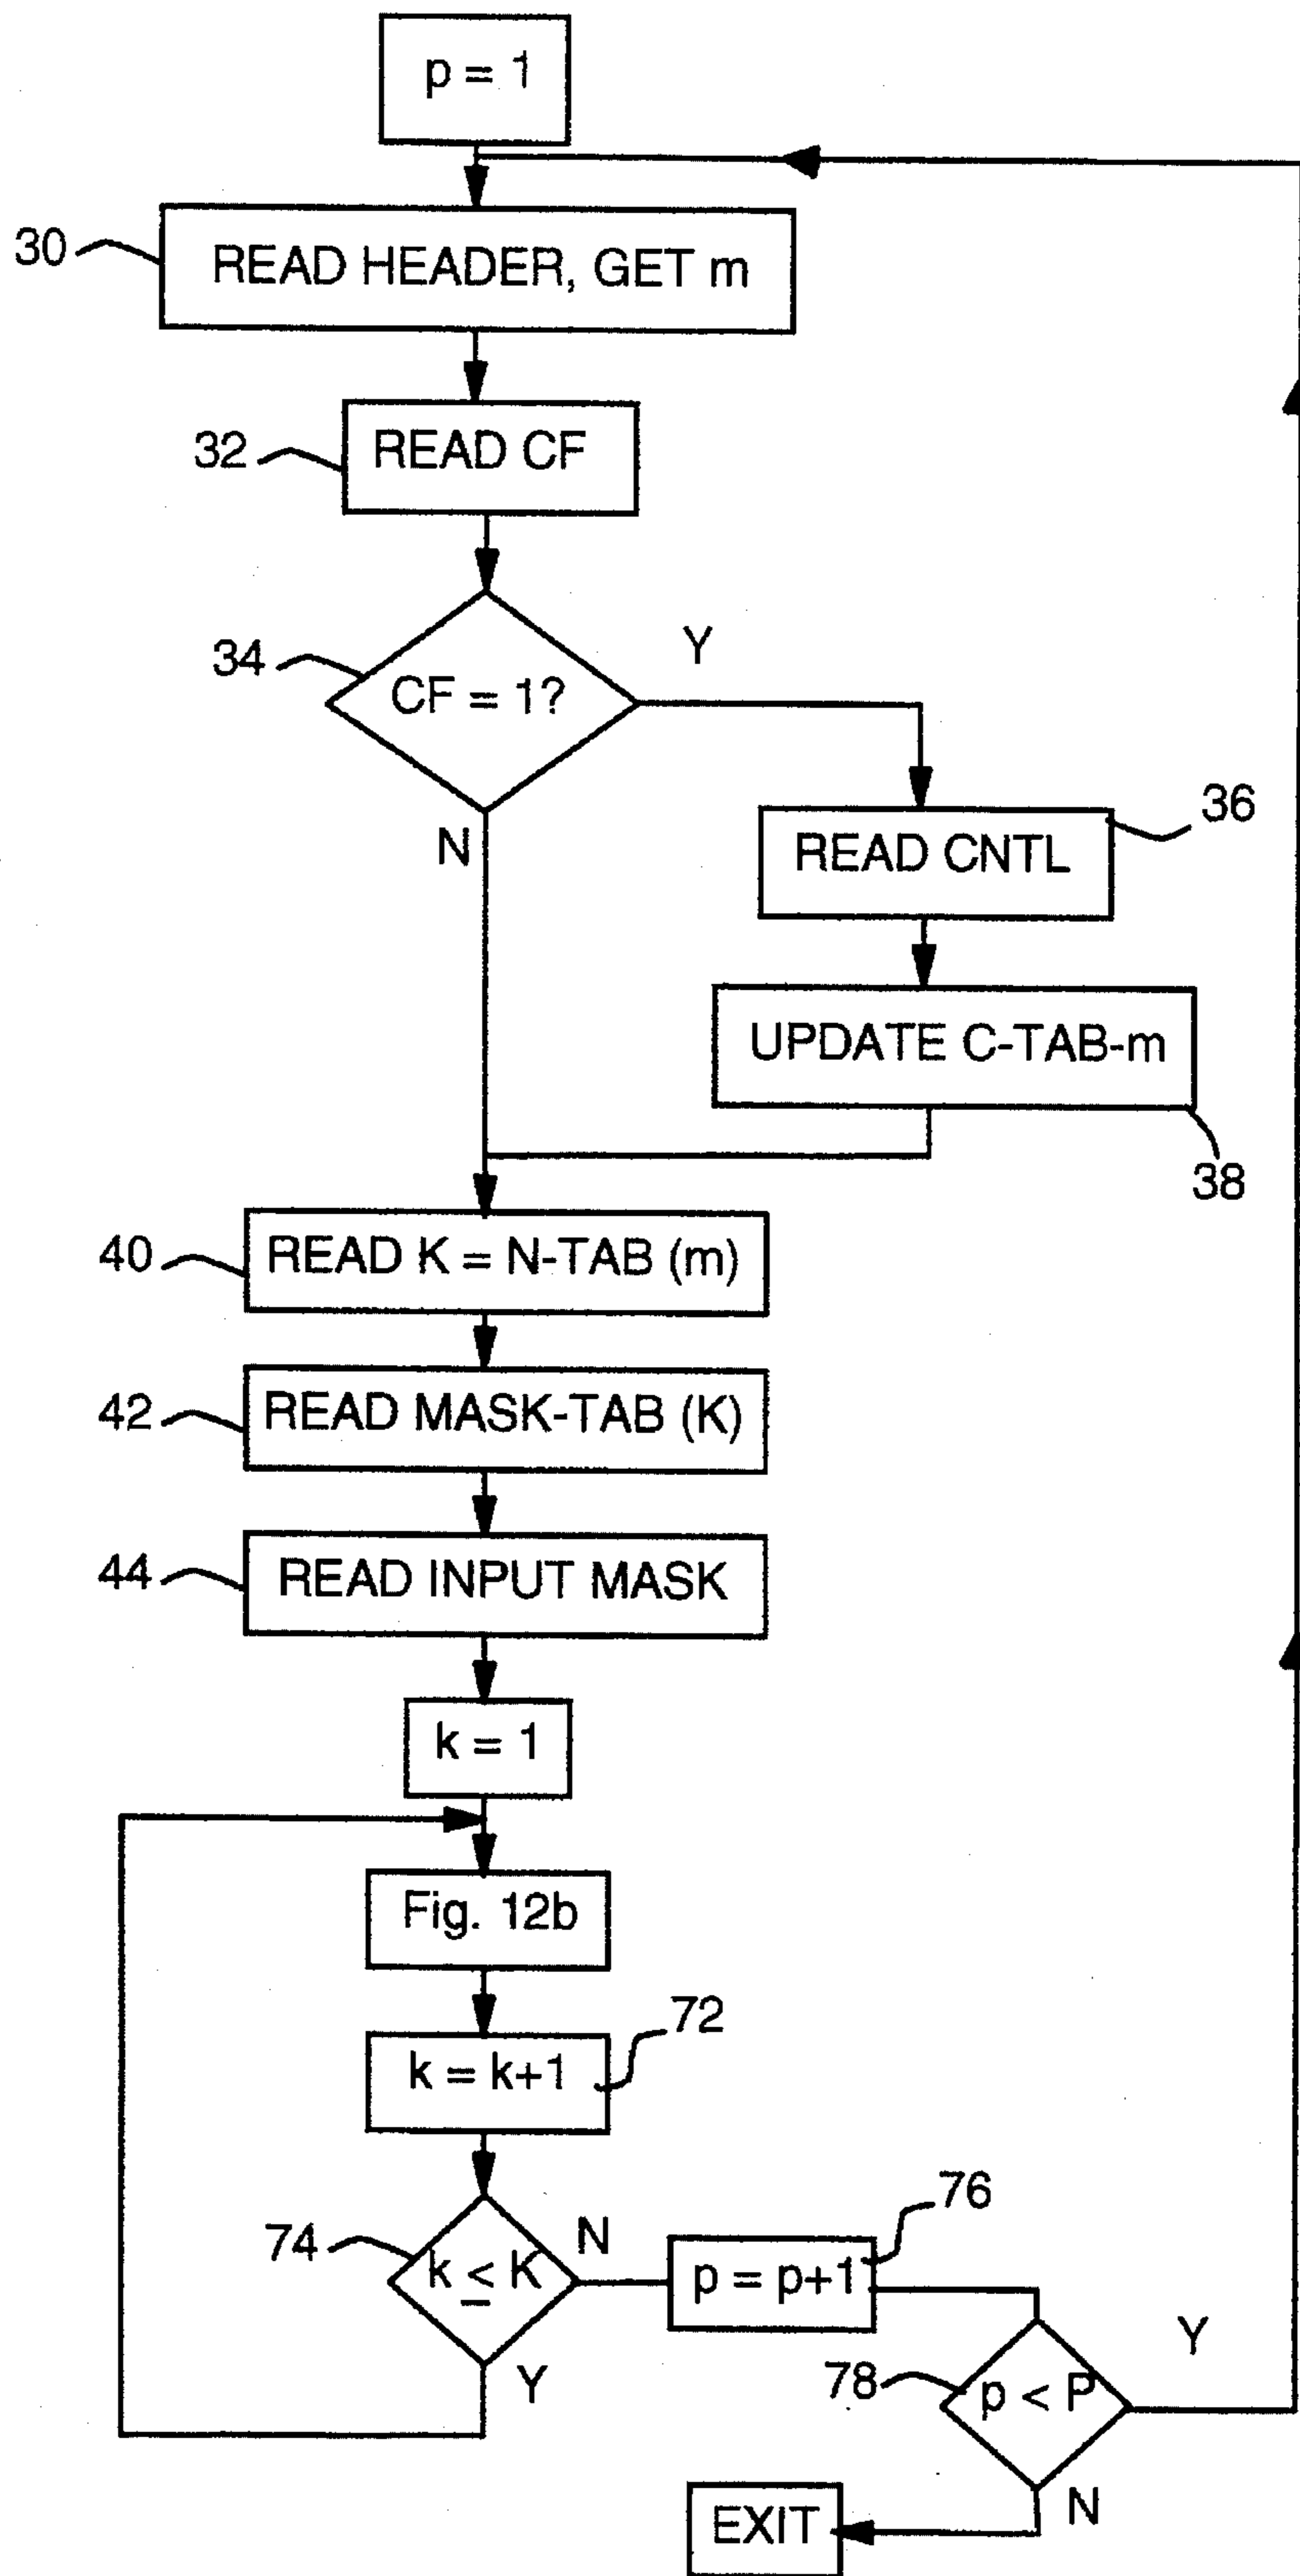 p = 1
30
READ HEADER, GET m
32
READ CF
34
CF = 1?
Y
N
36
READ CNTL
UPDATE C-TAB-m
38
40
READ K = N-TAB (m)
42
READ MASK-TAB (K)
44
READ INPUT MASK
k = 1
Fig. 12b
72
k = k+1
74
k ≤ K
N
Y
76
p = p+1
78
p < P
Y
N
EXIT